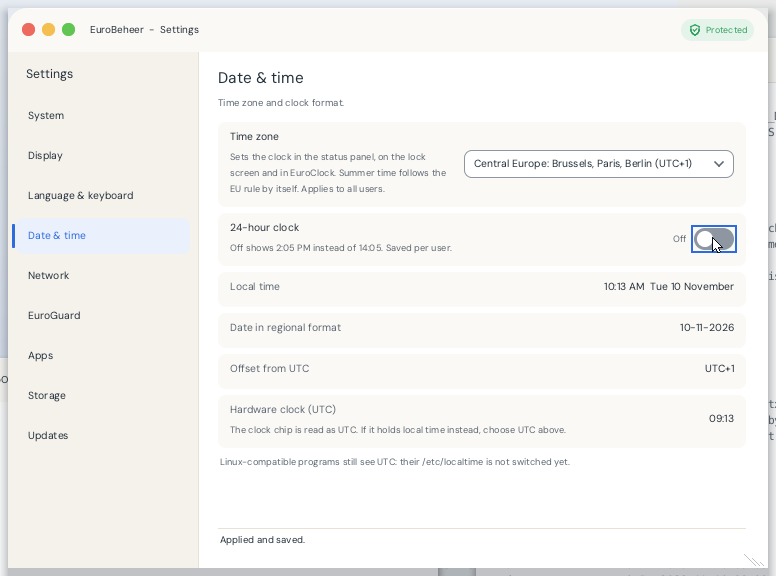 EuroBeheer - Settings
Protected
Settings
System
Display
Language & keyboard
Date & time
Network
EuroGuard
Apps
Storage
Updates
Date & time
Time zone and clock format.
Time zone
Sets the clock in the status panel, on the lock
screen and in EuroClock. Summer time follows the
EU rule by itself. Applies to all users.
Central Europe: Brussels, Paris, Berlin (UTC+1)
24-hour clock
Off shows 2:05 PM instead of 14:05. Saved per user.
Off
Local time
10:13 AM Tue 10 November
Date in regional format
10-11-2026
Offset from UTC
UTC+1
Hardware clock (UTC)
The clock chip is read as UTC. If it holds local time instead, choose UTC above.
09:13
Linux-compatible programs still see UTC: their /etc/localtime is not switched yet.
Applied and saved.